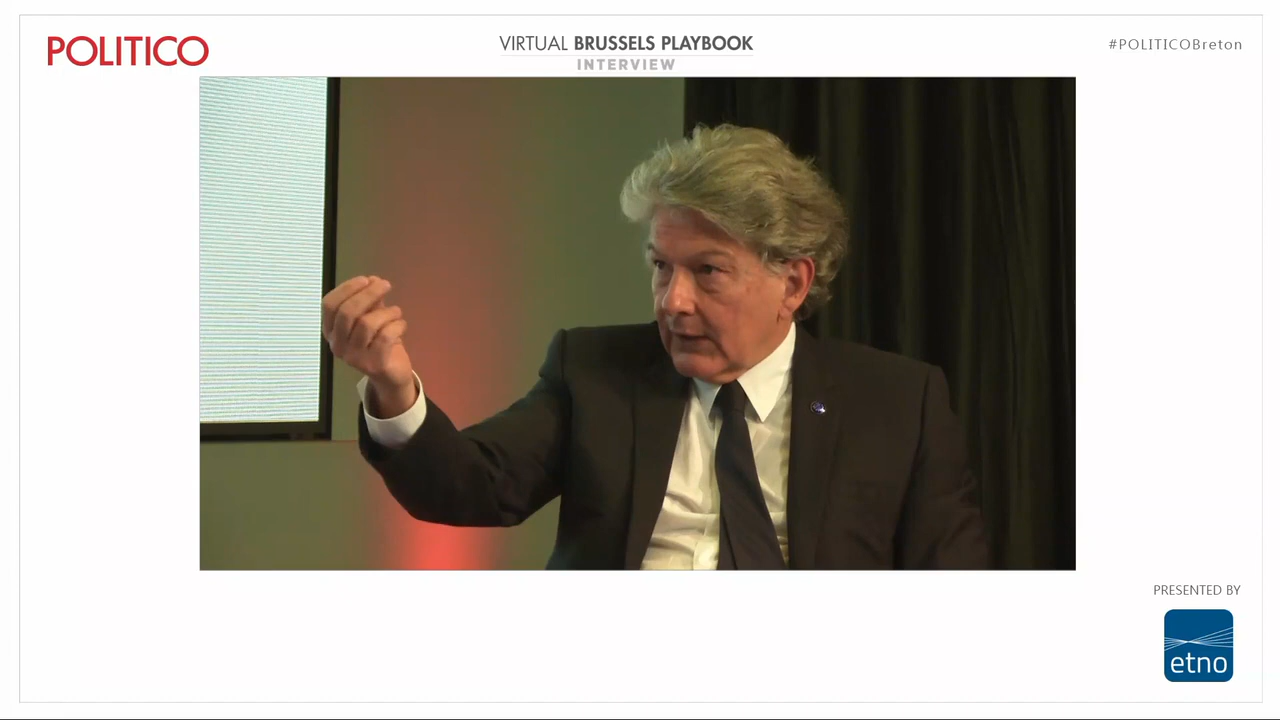 POLITICO
VIRTUAL BRUSSELS PLAYBOOK
INTERVIEW
#POLITICOBreton
PRESENTED BY
etno